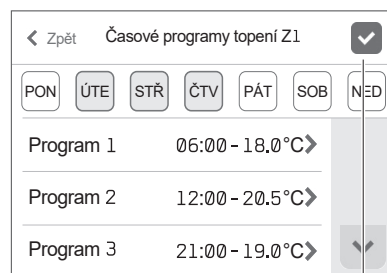 Zpět Časové programy topení Z1
PON ÚTE STŘ ČTV PÁT SOB NED
Program 1 06:00-18.0°C
Program 2 12:00-20.5°C
Program 3 21:00-19.0°C